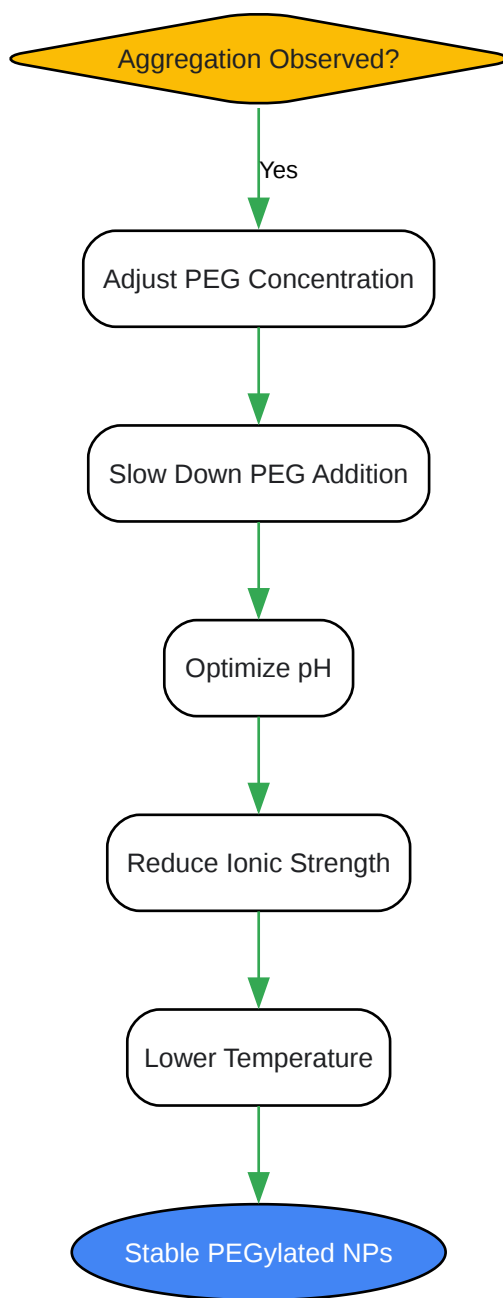 Aggregation Observed?
Yes
Adjust PEG Concentration
Slow Down PEG Addition
Optimize pH
Reduce Ionic Strength
Lower Temperature
Stable PEGylated NPs